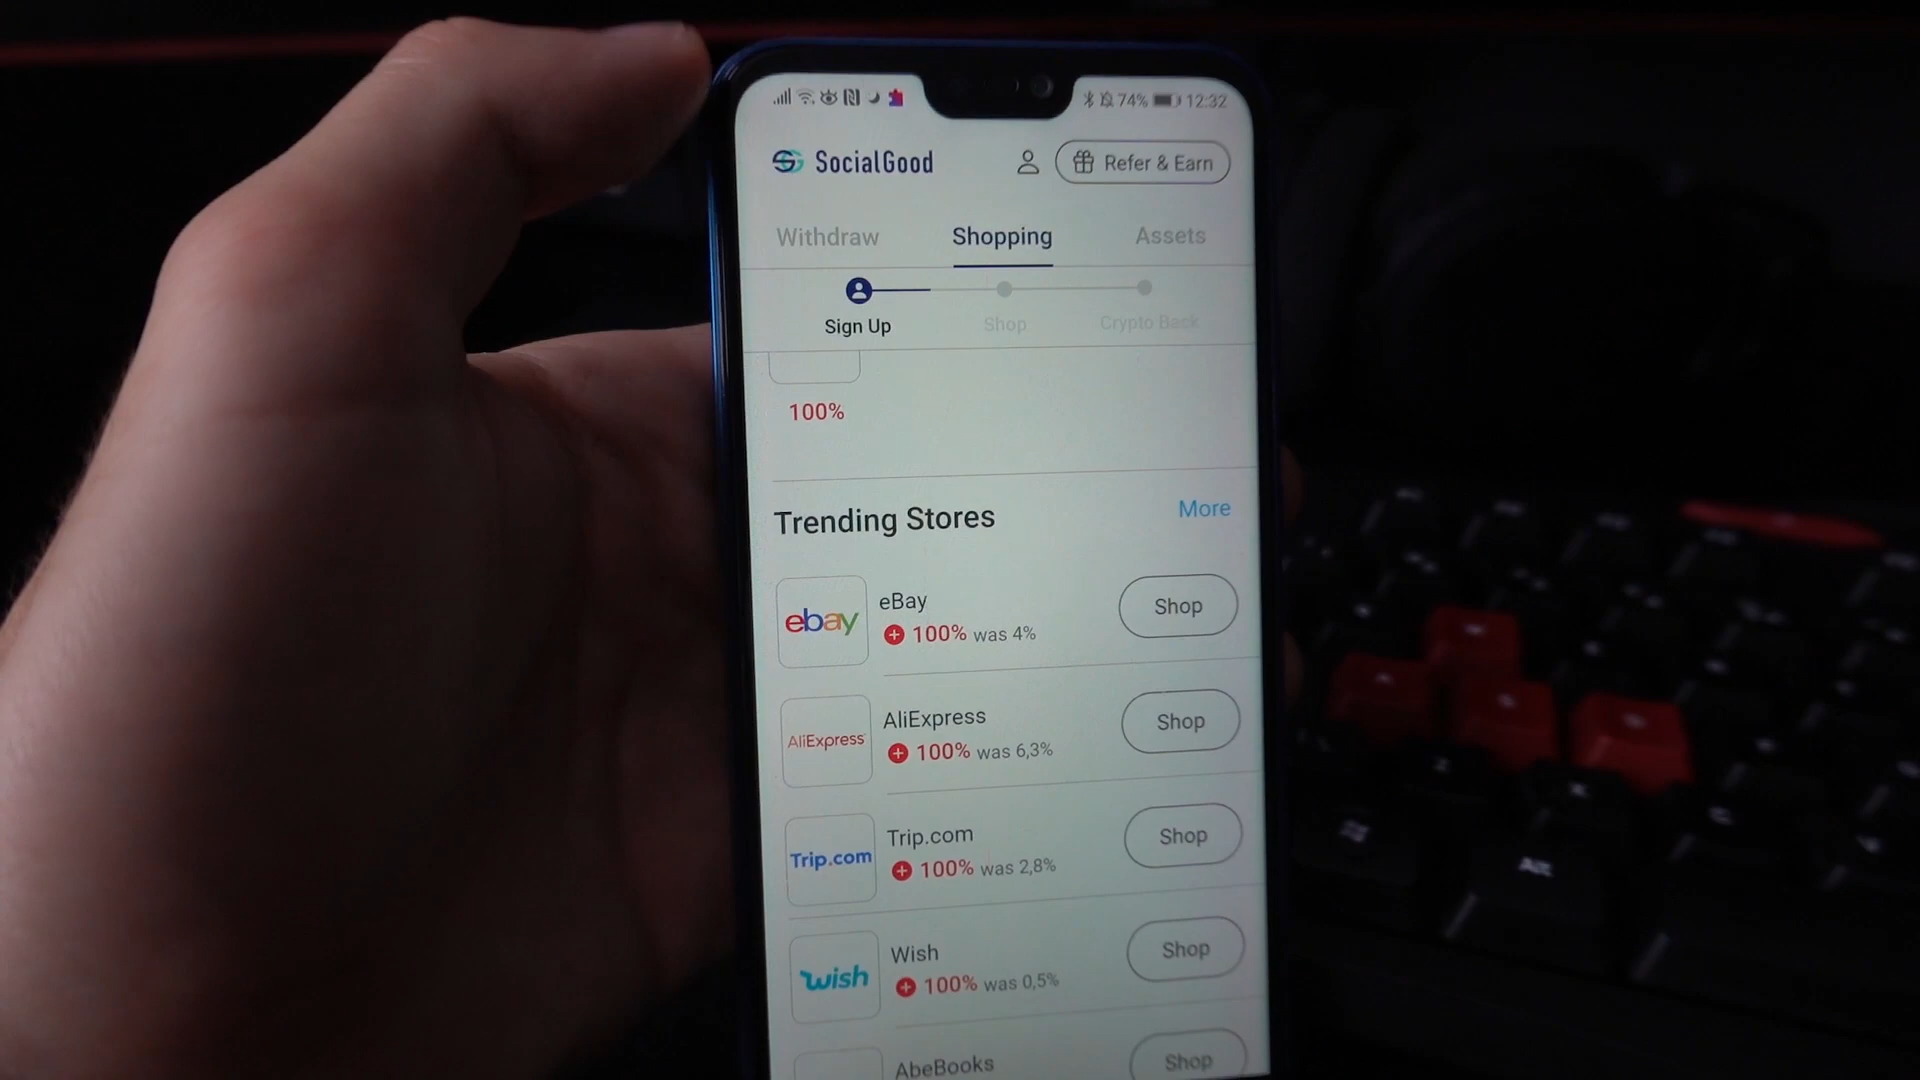 74% 12:32
SocialGood Refer & Earn
Withdraw Shopping Assets
Sign Up Shop Crypto Back
100%
Trending Stores More
ebay eBay Shop
100% was 4%
AliExpress AliExpress Shop
100% was 6,3%
Trip.com Trip.com Shop
100% was 2,8%
wish Wish Shop
100% was 0,5%
AbeBooks Shop
Alt
Z
X
C